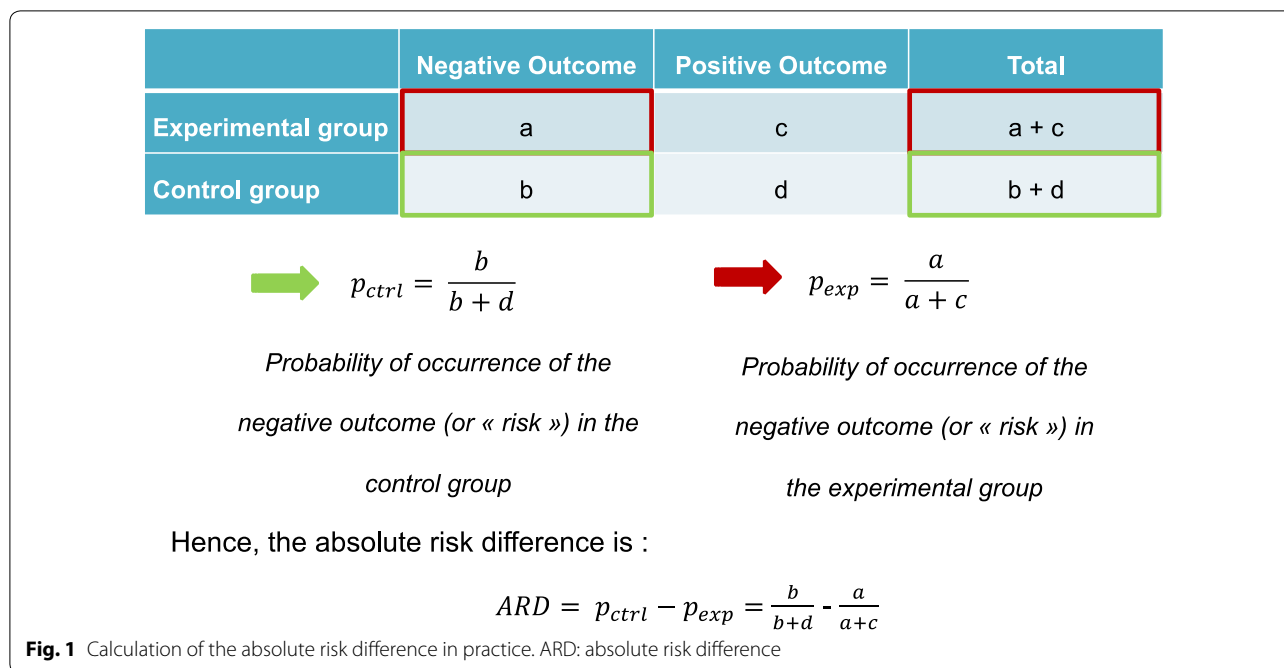 Negative Outcome Positive Outcome Total
Experimental group a c a + c
Control group b d b + d
p_ctrl = b / (b + d) p_exp = a / (a + c)
Probability of occurrence of the Probability of occurrence of the
negative outcome (or « risk ») in the negative outcome (or « risk ») in
control group the experimental group
Hence, the absolute risk difference is :
ARD = p_ctrl − p_exp = b/(b+d) - a/(a+c)
Fig. 1 Calculation of the absolute risk difference in practice. ARD: absolute risk difference